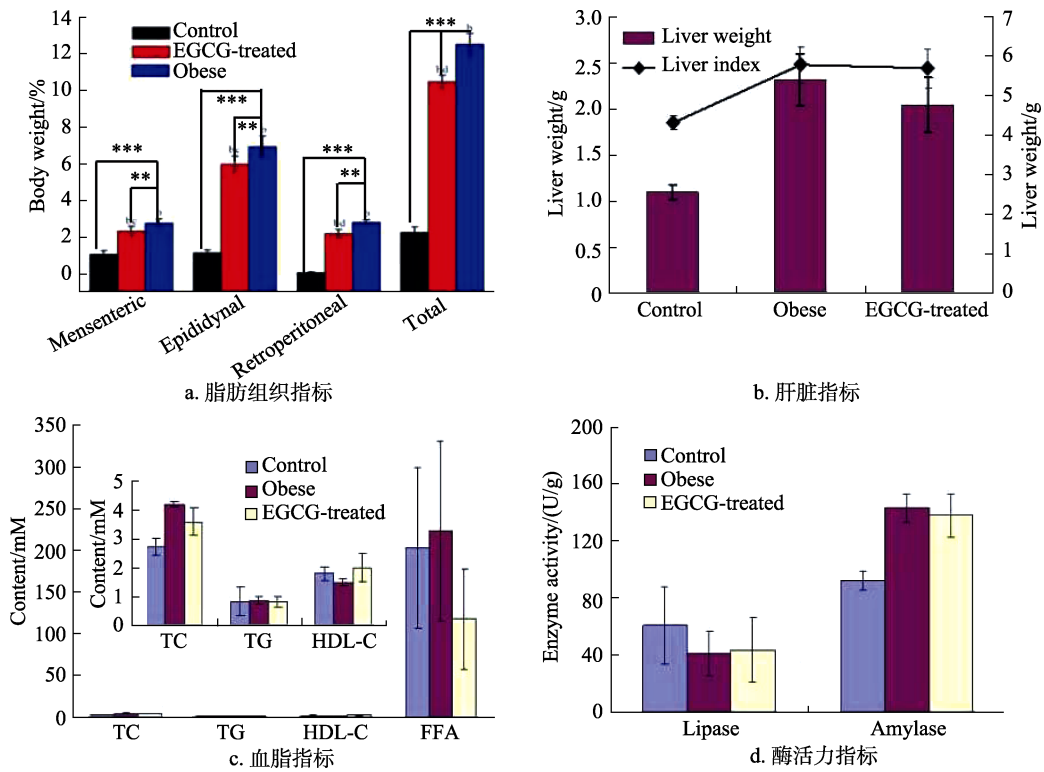 14
12
10
8
6
4
2
0
Body weight/%
Control
EGCG-treated
Obese
***
**
***
**
***
**
***
Mensenteric
Epididynal
Retroperitoneal
Total
a. 脂肪组织指标
3.0
2.5
2.0
1.5
1.0
0.5
0
Liver weight/g
Liver weight
Liver index
7
6
5
4
3
2
1
0
Liver weight/g
Control
Obese
EGCG-treated
b. 肝脏指标
350
300
250
200
150
100
50
0
Content/mM
Control
Obese
EGCG-treated
5
4
3
2
1
0
Content/mM
TC
TG
HDL-C
TC
TG
HDL-C
FFA
c. 血脂指标
200
160
120
80
40
0
Enzyme activity/(U/g)
Control
Obese
EGCG-treated
Lipase
Amylase
d. 酶活力指标